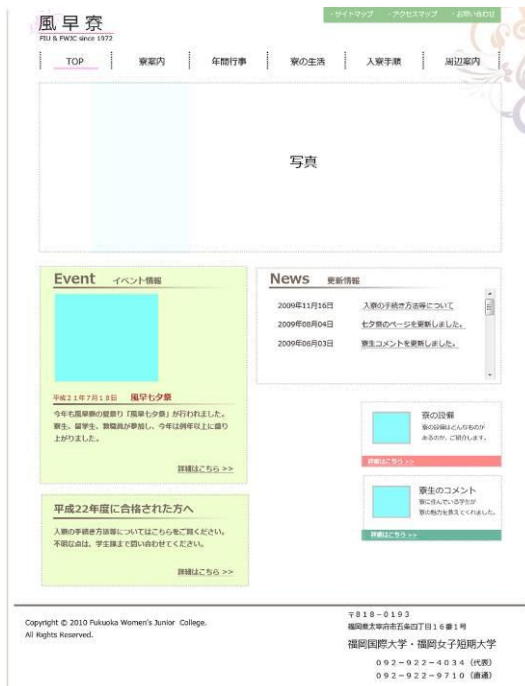 ・サイトマップ ・アクセスマップ ・お問い合わせ
風早寮
FIU & FWJC since 1972
TOP 寮案内 年間行事 寮の生活 入寮手順 周辺案内
写真
Event イベント情報
平成21年7月18日 風早七夕祭
今年も風早寮の夏祭り「風早七夕祭」が行われました。
寮生、留学生、教職員が参加し、今年は例年以上に盛り
上がりました。
詳細はこちら >>
News 更新情報
2009年11月16日 入寮の手続き方法等について
2009年08月04日 七夕祭のページを更新しました。
2009年06月03日 寮生コメントを更新しました。
寮の設備
寮の設備はどんなものが
あるのか、ご紹介します。
詳細はこちら >>
寮生のコメント
寮に住んでいる学生が
寮の魅力を教えてくれました。
詳細はこちら >>
平成22年度に合格された方へ
入寮の手続き方法等についてはこちらをご覧ください。
不明な点は、学生課まで問い合わせてください。
詳細はこちら >>
Copyright © 2010 Fukuoka Women's Junior College.
All Rights Reserved.
〒818-0193
福岡県太宰府市五条四丁目16番1号
福岡国際大学・福岡女子短期大学
092-922-4034 (代表)
092-922-9710 (直通)